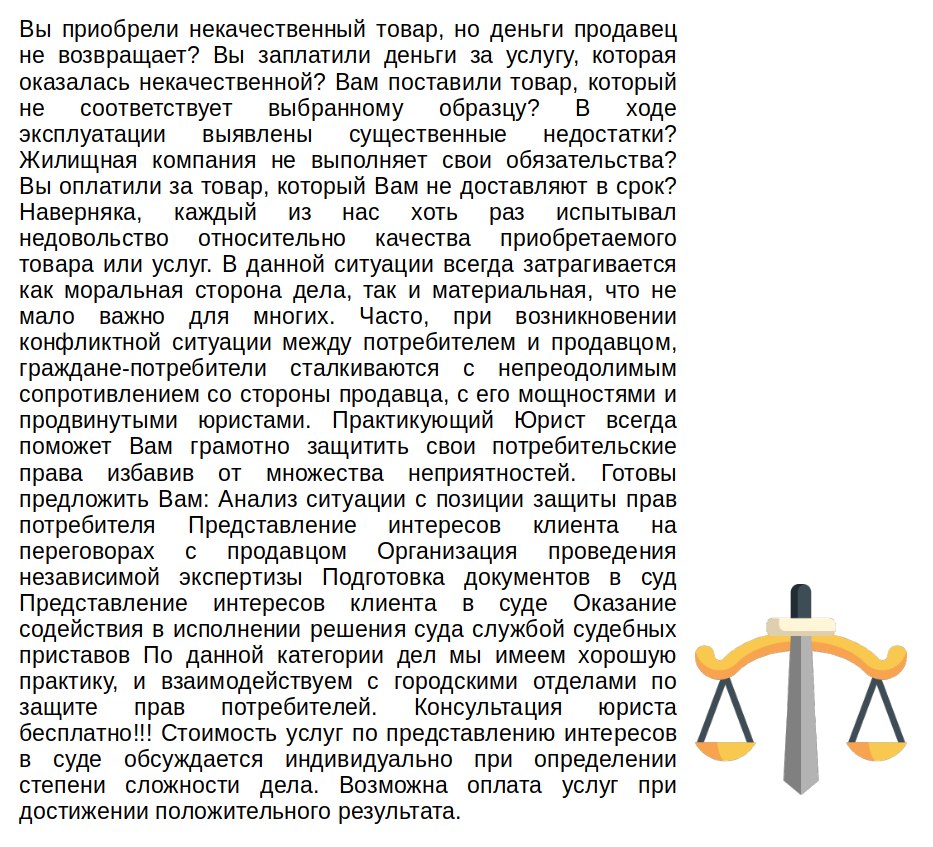 Вы приобрели некачественный товар, но деньги продавец
не возвращает? Вы заплатили деньги за услугу, которая
оказалась некачественной? Вам поставили товар, который
не соответствует выбранному образцу? В ходе
эксплуатации выявлены существенные недостатки?
Жилищная компания не выполняет свои обязательства?
Вы оплатили за товар, который Вам не доставляют в срок?
Наверняка, каждый из нас хоть раз испытывал
недовольство относительно качества приобретаемого
товара или услуг. В данной ситуации всегда затрагивается
как моральная сторона дела, так и материальная, что не
мало важно для многих. Часто, при возникновении
конфликтной ситуации между потребителем и продавцом,
граждане-потребители сталкиваются с непреодолимым
сопротивлением со стороны продавца, с его мощностями и
продвинутыми юристами. Практикующий Юрист всегда
поможет Вам грамотно защитить свои потребительские
права избавив от множества неприятностей. Готовы
предложить Вам: Анализ ситуации с позиции защиты прав
потребителя Представление интересов клиента на
переговорах с продавцом Организация проведения
независимой экспертизы Подготовка документов в суд
Представление интересов клиента в суде Оказание
содействия в исполнении решения суда службой судебных
приставов По данной категории дел мы имеем хорошую
практику, и взаимодействуем с городскими отделами по
защите прав потребителей. Консультация юриста
бесплатно!!! Стоимость услуг по представлению интересов
в суде обсуждается индивидуально при определении
степени сложности дела. Возможна оплата услуг при
достижении положительного результата.